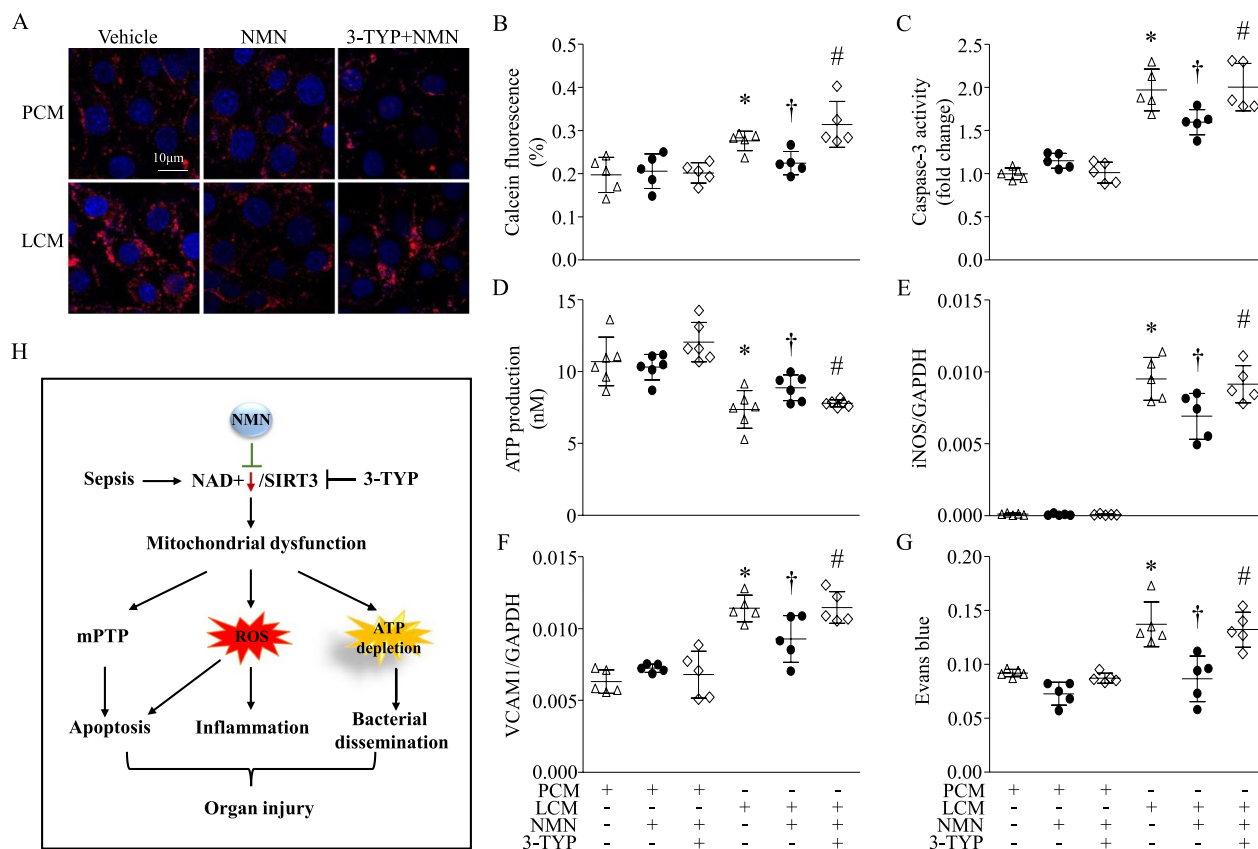 A
Vehicle NMN 3-TYP+NMN
PCM
10μm
LCM
B
Calcein fluorescence
(%)
0.5
0.4
0.3
0.2
0.1
0.0
* † #
C
Caspase-3 activity
(fold change)
2.5
2.0
1.5
1.0
0.5
0.0
* † #
D
ATP production
(nM)
15
10
5
0
* † #
E
iNOS/GAPDH
0.015
0.010
0.005
0.000
* † #
F
VCAM1/GAPDH
0.015
0.010
0.005
0.000
* † #
G
Evans blue
0.20
0.15
0.10
0.05
0.00
* † #
PCM + + + - - -
LCM - - - + + +
NMN - + + - + +
3-TYP - - + - - +
+ + + - - -
- - - + + +
- + + - + +
- - + - - +
H
NMN
Sepsis NAD+ /SIRT3 3-TYP
Mitochondrial dysfunction
mPTP ROS ATP
depletion
Apoptosis Inflammation Bacterial
dissemination
Organ injury